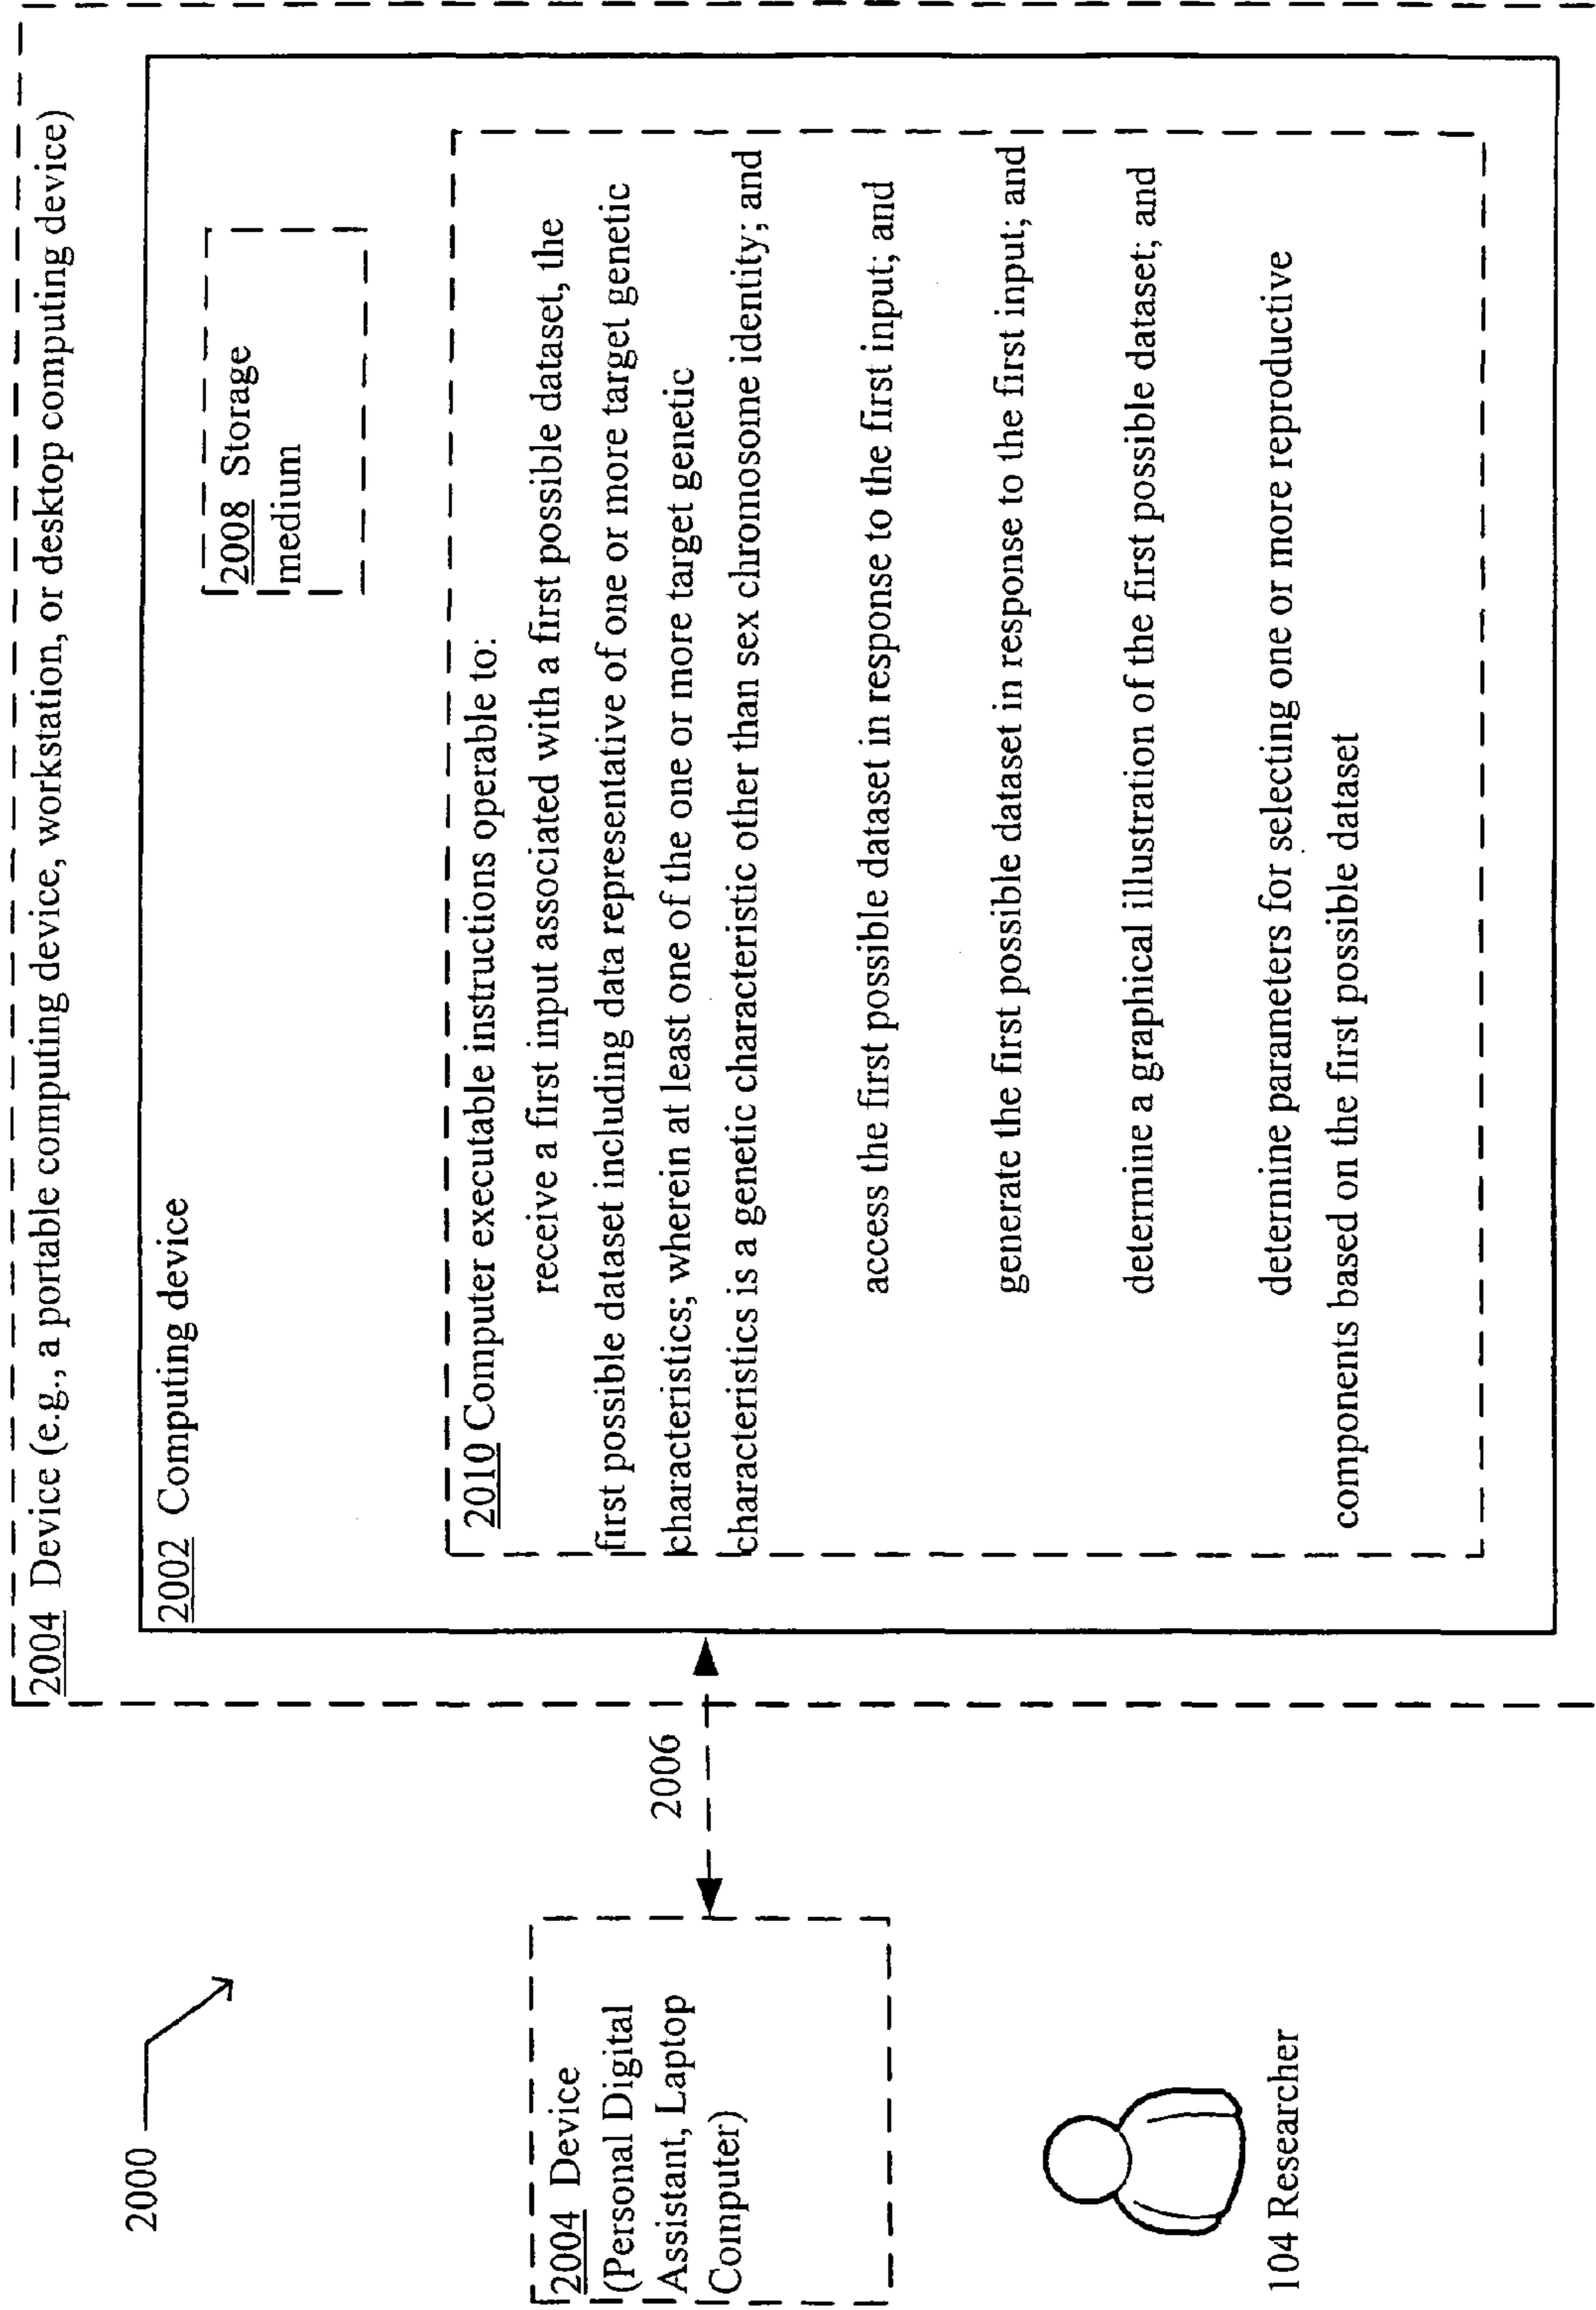 2000
2004 Device (e.g., a portable computing device, workstation, or desktop computing device)
2002 Computing device
2008 Storage
medium
2010 Computer executable instructions operable to:
receive a first input associated with a first possible dataset, the
first possible dataset including data representative of one or more target genetic
characteristics; wherein at least one of the one or more target genetic
characteristics is a genetic characteristic other than sex chromosome identity; and
access the first possible dataset in response to the first input; and
generate the first possible dataset in response to the first input; and
determine a graphical illustration of the first possible dataset; and
determine parameters for selecting one or more reproductive
components based on the first possible dataset
2006
2004 Device
(Personal Digital
Assistant, Laptop
Computer)
104 Researcher